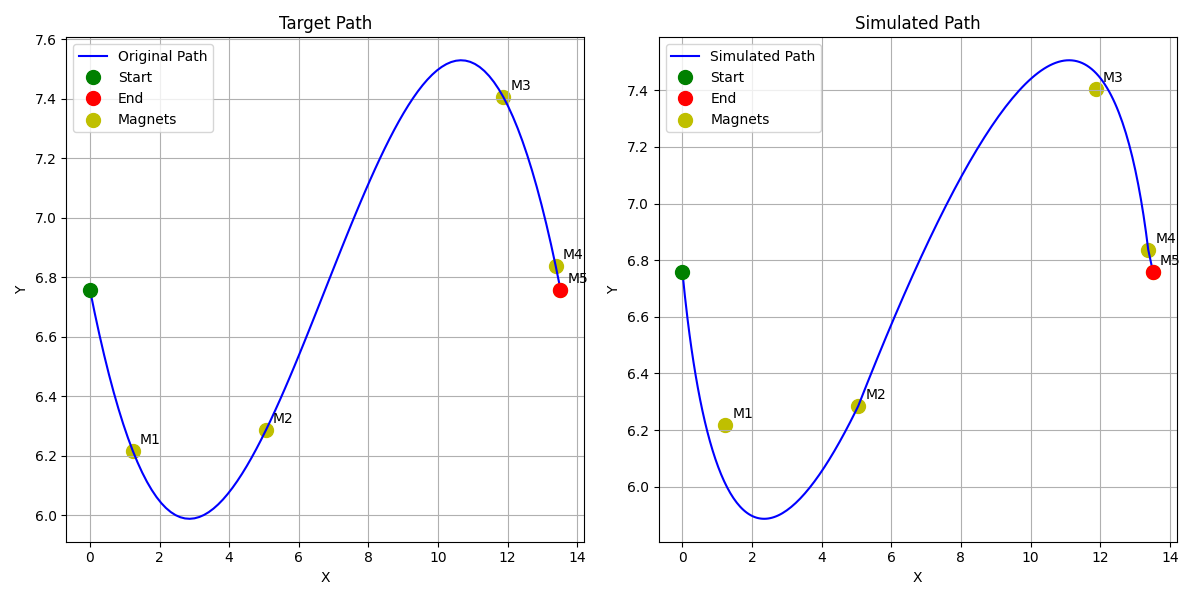 Target Path
Original Path
Start
End
Magnets
M1
M2
M3
M4
M5
7.6
7.4
7.2
7.0
6.8
6.6
6.4
6.2
6.0
Y
0 2 4 6 8 10 12 14
X
Simulated Path
Simulated Path
Start
End
Magnets
M1
M2
M3
M4
M5
7.4
7.2
7.0
6.8
6.6
6.4
6.2
6.0
Y
0 2 4 6 8 10 12 14
X